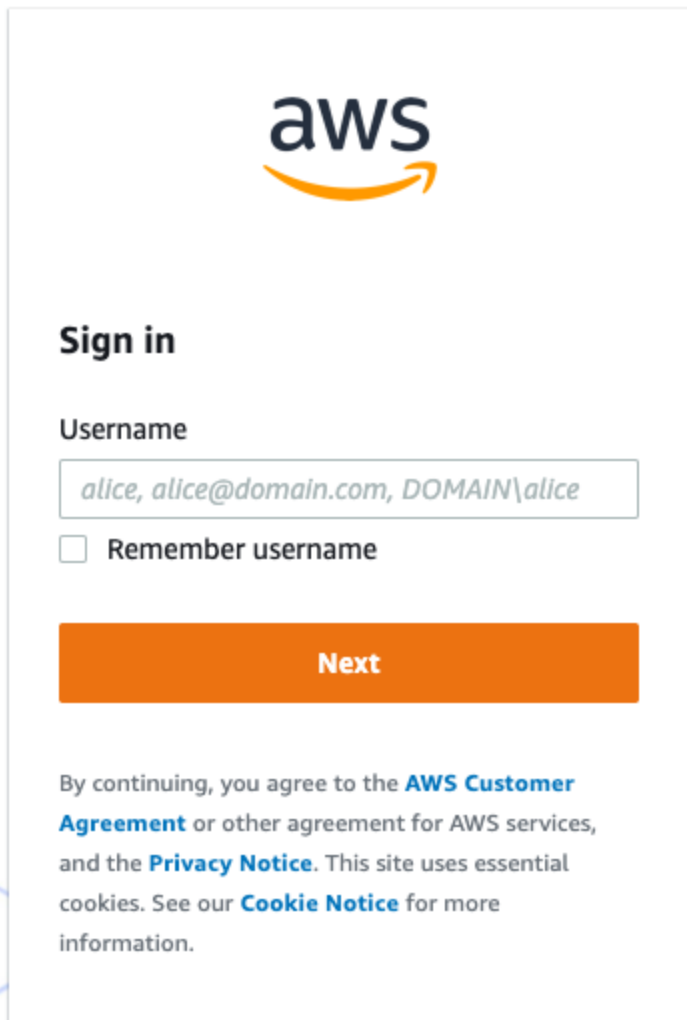 aws
Sign in
Username
alice, alice@domain.com, DOMAIN\alice
Remember username
Next
By continuing, you agree to the AWS Customer
Agreement or other agreement for AWS services,
and the Privacy Notice. This site uses essential
cookies. See our Cookie Notice for more
information.